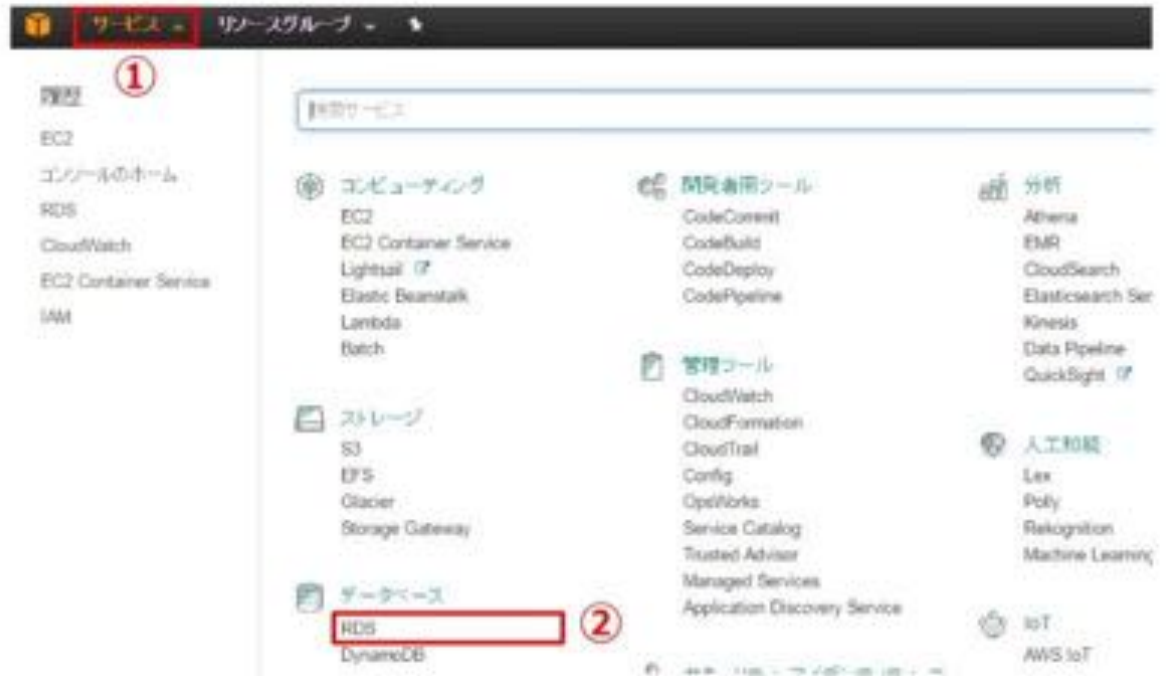 サービス リソースグループ
①
履歴
EC2
コンソールのホーム
RDS
CloudWatch
EC2 Container Service
IAM
コンピューティング
EC2
EC2 Container Service
Lightsail
Elastic Beanstalk
Lambda
Batch
ストレージ
S3
EFS
Glacier
Storage Gateway
データベース
RDS
②
DynamoDB
開発者用ツール
CodeCommit
CodeBuild
CodeDeploy
CodePipeline
管理ツール
CloudWatch
CloudFormation
CloudTrail
Config
OpsWorks
Service Catalog
Trusted Advisor
Managed Services
Application Discovery Service
分析
Athena
EMR
CloudSearch
Elasticsearch Ser
Kinesis
Data Pipeline
QuickSight
人工知能
Lex
Polly
Rekognition
Machine Learning
IoT
AWS IoT